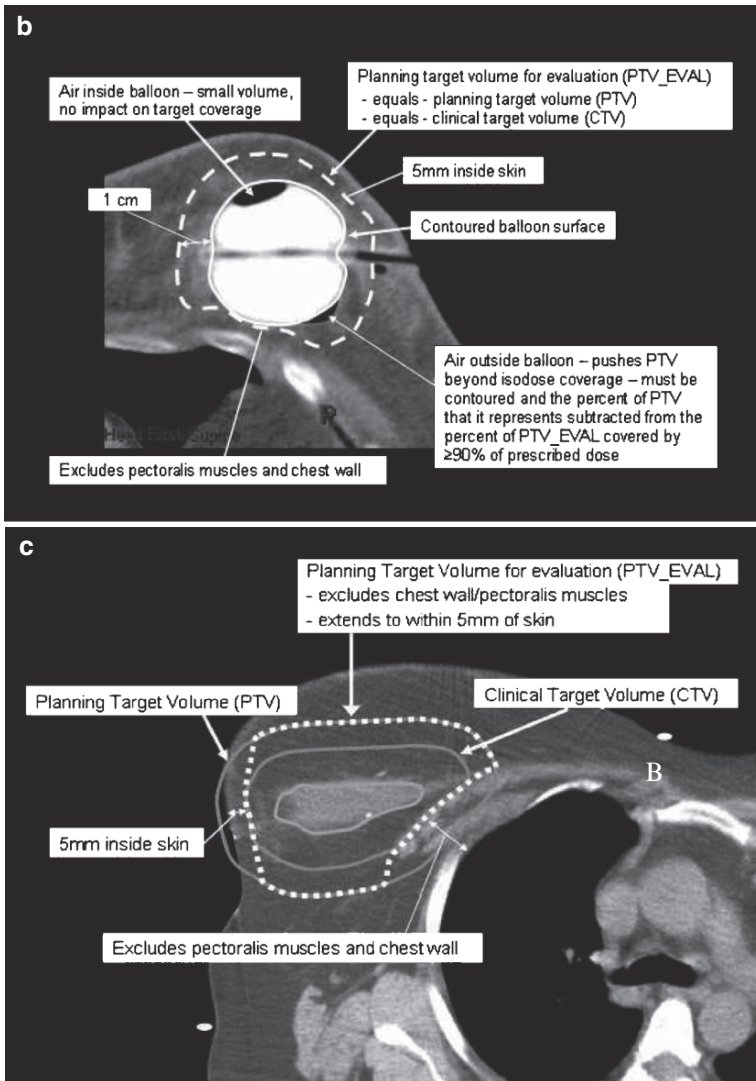 b
Air inside balloon – small volume,
no impact on target coverage
Planning target volume for evaluation (PTV_EVAL)
- equals - planning target volume (PTV)
- equals - clinical target volume (CTV)
5mm inside skin
1 cm
Contoured balloon surface
Air outside balloon – pushes PTV
beyond isodose coverage – must be
contoured and the percent of PTV
that it represents subtracted from the
percent of PTV_EVAL covered by
≥90% of prescribed dose
R
Head First-Supine
Excludes pectoralis muscles and chest wall
c
Planning Target Volume for evaluation (PTV_EVAL)
- excludes chest wall/pectoralis muscles
- extends to within 5mm of skin
Planning Target Volume (PTV)
Clinical Target Volume (CTV)
B
5mm inside skin
Excludes pectoralis muscles and chest wall